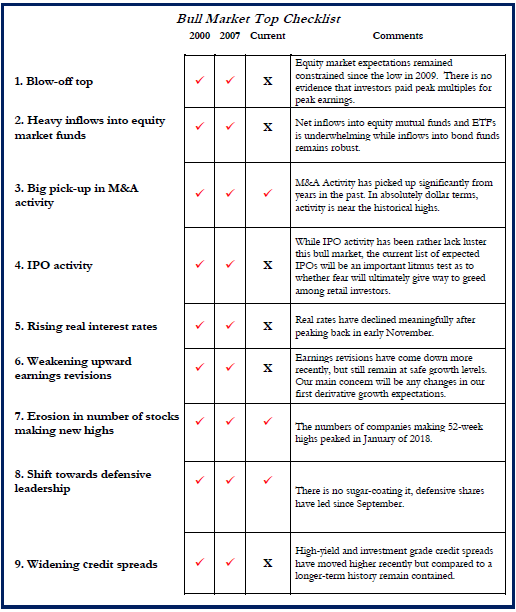 Bull Market Top Checklist
2000 2007 Current Comments
1. Blow-off top
✓ ✓ X
Equity market expectations remained
constrained since the low in 2009. There is no
evidence that investors paid peak multiples for
peak earnings.
2. Heavy inflows into equity
market funds
✓ ✓ X
Net inflows into equity mutual funds and ETFs
is underwhelming while inflows into bond funds
remains robust.
3. Big pick-up in M&A
activity
✓ ✓ ✓
M&A Activity has picked up significantly from
years in the past. In absolutely dollar terms,
activity is near the historical highs.
4. IPO activity
✓ ✓ X
While IPO activity has been rather lack luster
this bull market, the current list of expected
IPOs will be an important litmus test as to
whether fear will ultimately give way to greed
among retail investors.
5. Rising real interest rates
✓ ✓ X
Real rates have declined meaningfully after
peaking back in early November.
6. Weakening upward
earnings revisions
✓ ✓ X
Earnings revisions have come down more
recently, but still remain at safe growth levels.
Our main concern will be any changes in our
first derivative growth expectations.
7. Erosion in number of stocks
making new highs
✓ ✓ ✓
The numbers of companies making 52-week
highs peaked in January of 2018.
8. Shift towards defensive
leadership
✓ ✓ ✓
There is no sugar-coating it, defensive shares
have led since September.
9. Widening credit spreads
✓ ✓ X
High-yield and investment grade credit spreads
have moved higher recently but compared to a
longer-term history remain contained.